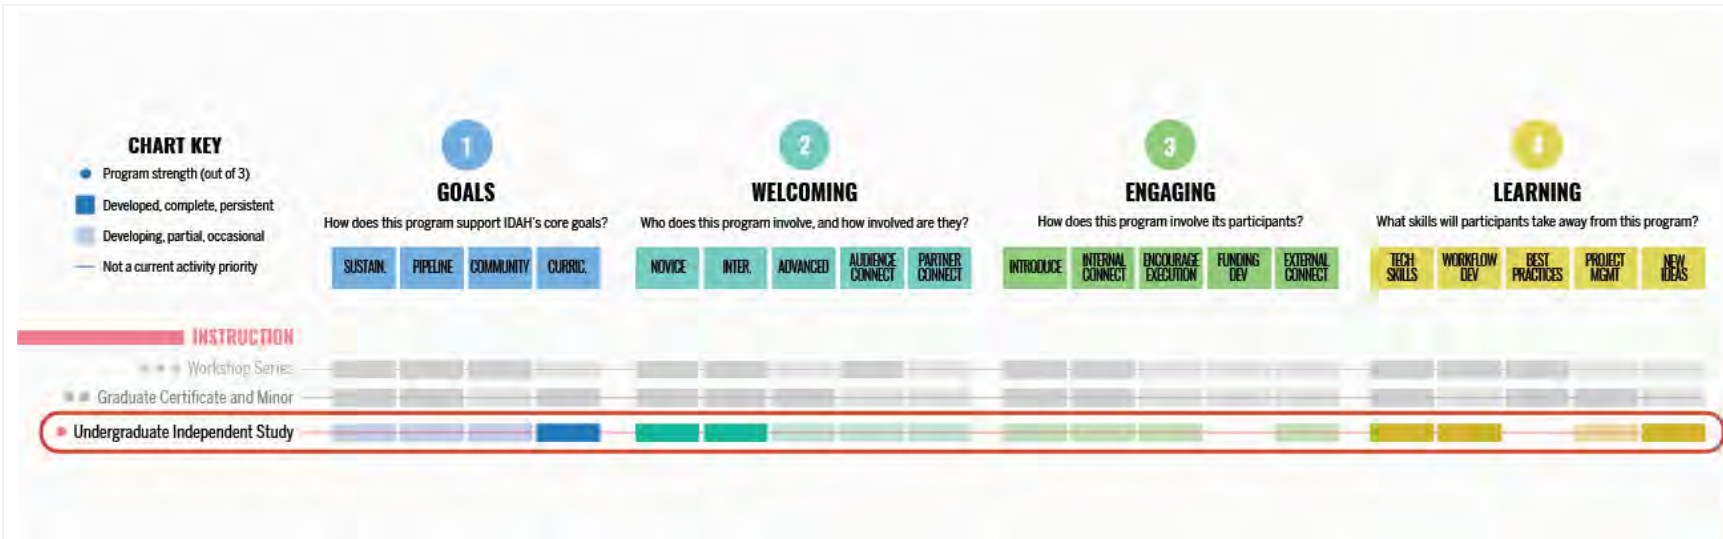 CHART KEY
Program strength (out of 3)
Developed, complete, persistent
Developing, partial, occasional
Not a current activity priority
1
GOALS
How does this program support IDAH's core goals?
SUSTAIN.
PIPELINE
COMMUNITY
CURRIC.
2
WELCOMING
Who does this program involve, and how involved are they?
NOVICE
INTER.
ADVANCED
AUDIENCE
CONNECT
PARTNER
CONNECT
3
ENGAGING
How does this program involve its participants?
INTRODUCE
INTERNAL
CONNECT
ENCOURAGE
EXECUTION
FUNDING
DEV
EXTERNAL
CONNECT
4
LEARNING
What skills will participants take away from this program?
TECH
SKILLS
WORKFLOW
DEV
BEST
PRACTICES
PROJECT
MGMT
NEW
IDEAS
INSTRUCTION
Workshop Series
Graduate Certificate and Minor
Undergraduate Independent Study